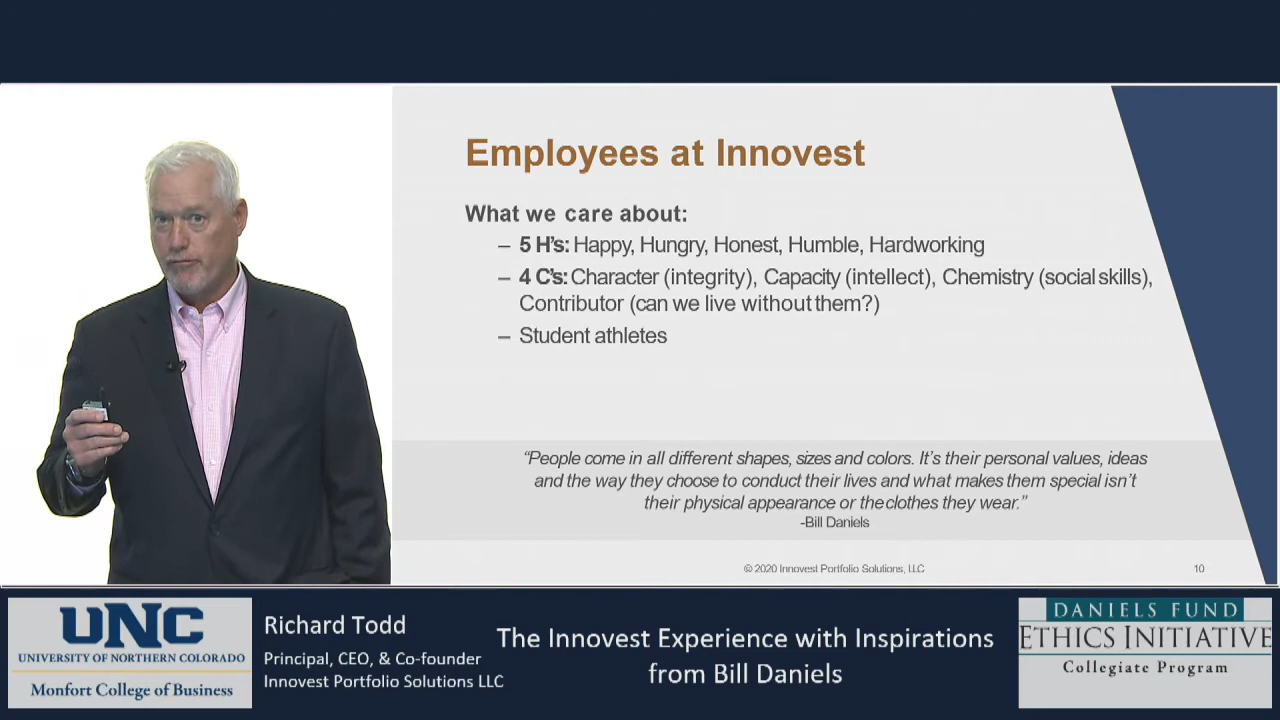 Employees at Innovest
What we care about:
– 5 H's: Happy, Hungry, Honest, Humble, Hardworking
– 4 C's: Character (integrity), Capacity (intellect), Chemistry (social skills),
Contributor (can we live without them?)
– Student athletes
“People come in all different shapes, sizes and colors. It's their personal values, ideas
and the way they choose to conduct their lives and what makes them special isn't
their physical appearance or the clothes they wear.”
-Bill Daniels
© 2020 Innovest Portfolio Solutions, LLC
10
UNC
UNIVERSITY OF NORTHERN COLORADO
Monfort College of Business
Richard Todd
Principal, CEO, & Co-founder
Innovest Portfolio Solutions LLC
The Innovest Experience with Inspirations
from Bill Daniels
DANIELS FUND
ETHICS INITIATIVE
Collegiate Program